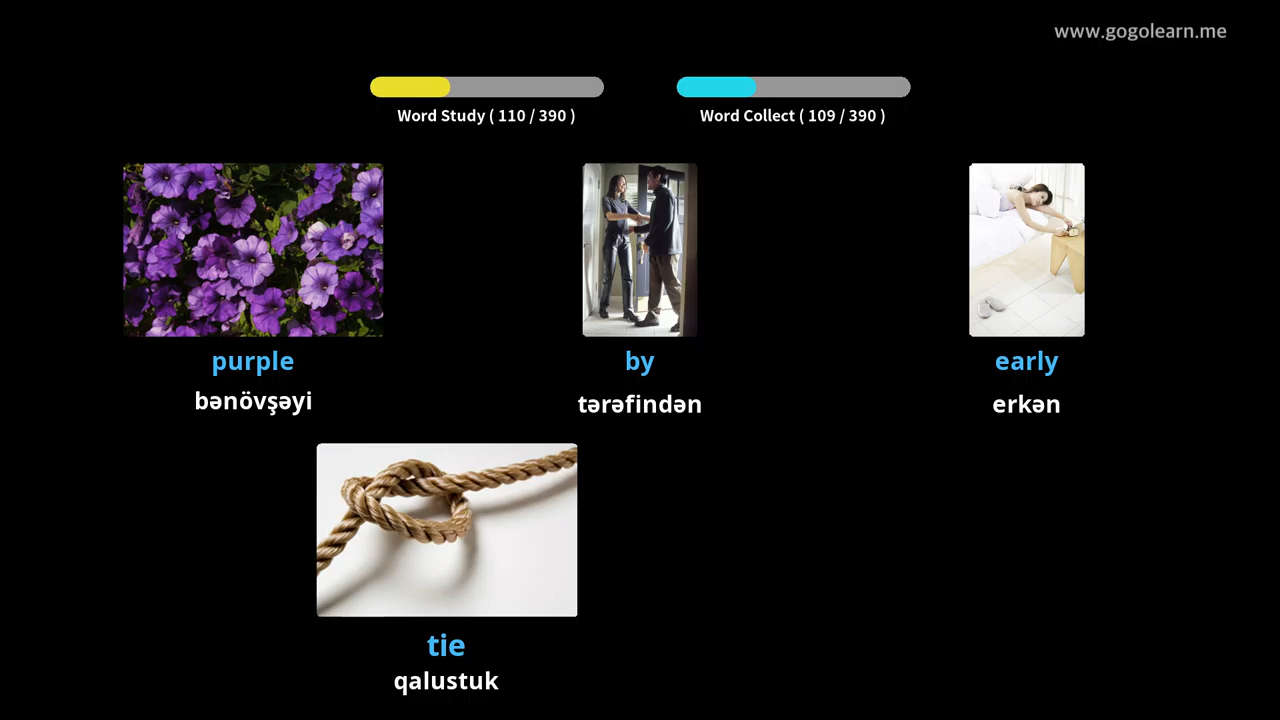 www.gogolearn.me
Word Study ( 110 / 390 )
Word Collect ( 109 / 390 )
purple
by
early
bənövşəyi
tərəfindən
erkən
tie
qalustuk